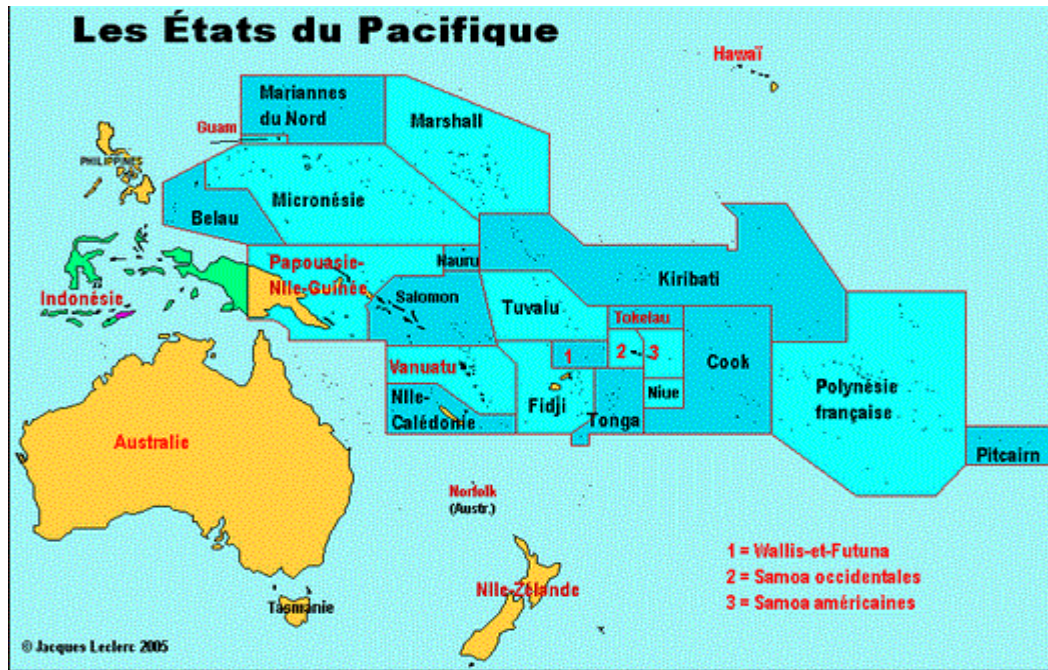 Les États du Pacifique
Hawaï
Mariannes
du Nord
Marshall
Guam
PHILIPPINES
Micronésie
Belau
Nauru
Kiribati
Papouasie-
Nlle-Guinée
Indonésie
Salomon
Tuvalu
Tokelau
1
2
3
Vanuatu
Cook
Niue
Polynésie
française
Nlle-
Calédonie
Fidji
Tonga
Australie
Pitcairn
Norfolk
(Austr.)
1 = Wallis-et-Futuna
2 = Samoa occidentales
3 = Samoa américaines
Nlle-Zélande
Tasmanie
© Jacques Leclerc 2005